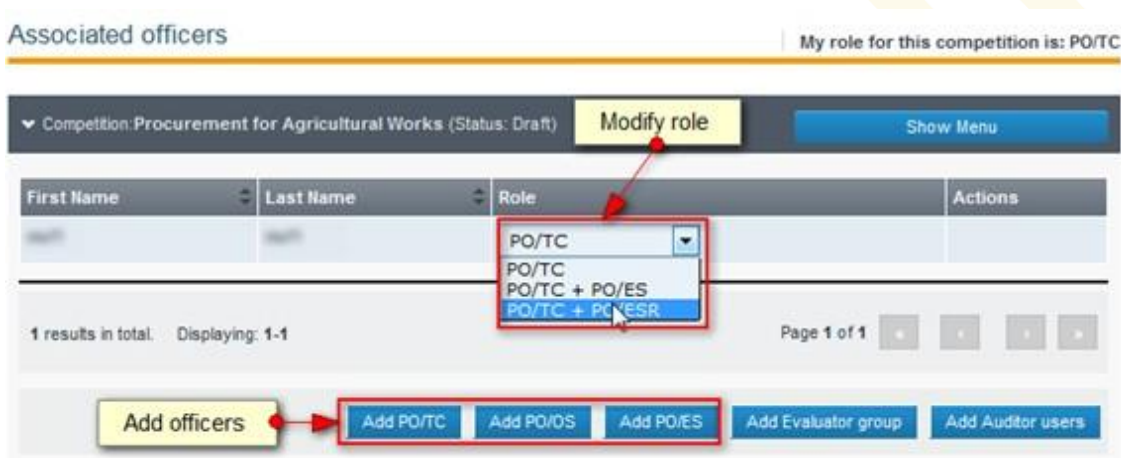 Associated officers
My role for this competition is: PO/TC
Competition:Procurement for Agricultural Works (Status: Draft)
Modify role
Show Menu
First Name
Last Name
Role
Actions
PO/TC
PO/TC
PO/TC + PO/ES
PO/TC + PO/ESR
1 results in total. Displaying: 1-1
Page 1 of 1
Add officers
Add PO/TC
Add PO/OS
Add PO/ES
Add Evaluator group
Add Auditor users